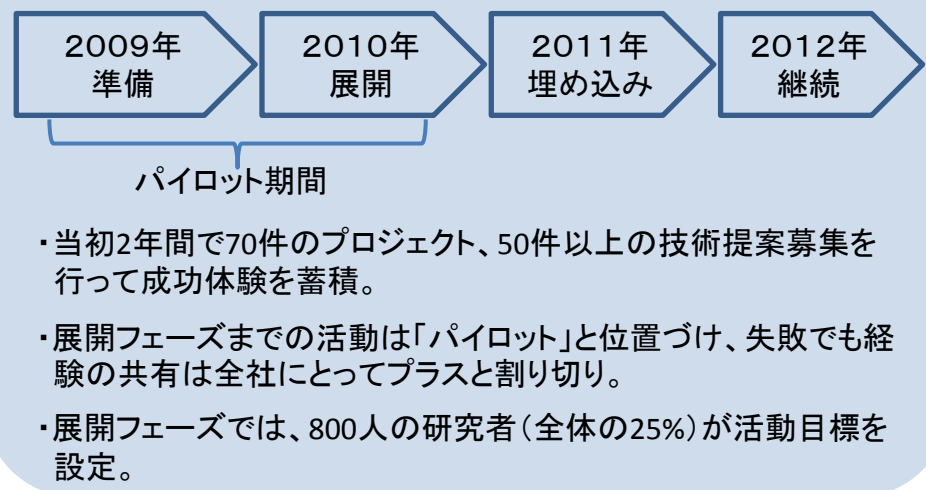 2009年
準備
2010年
展開
2011年
埋め込み
2012年
継続
パイロット期間
・当初2年間で70件のプロジェクト、50件以上の技術提案募集を
行って成功体験を蓄積。
・展開フェーズまでの活動は「パイロット」と位置づけ、失敗でも経
験の共有は全社にとってプラスと割り切り。
・展開フェーズでは、800人の研究者（全体の25%）が活動目標を
設定。